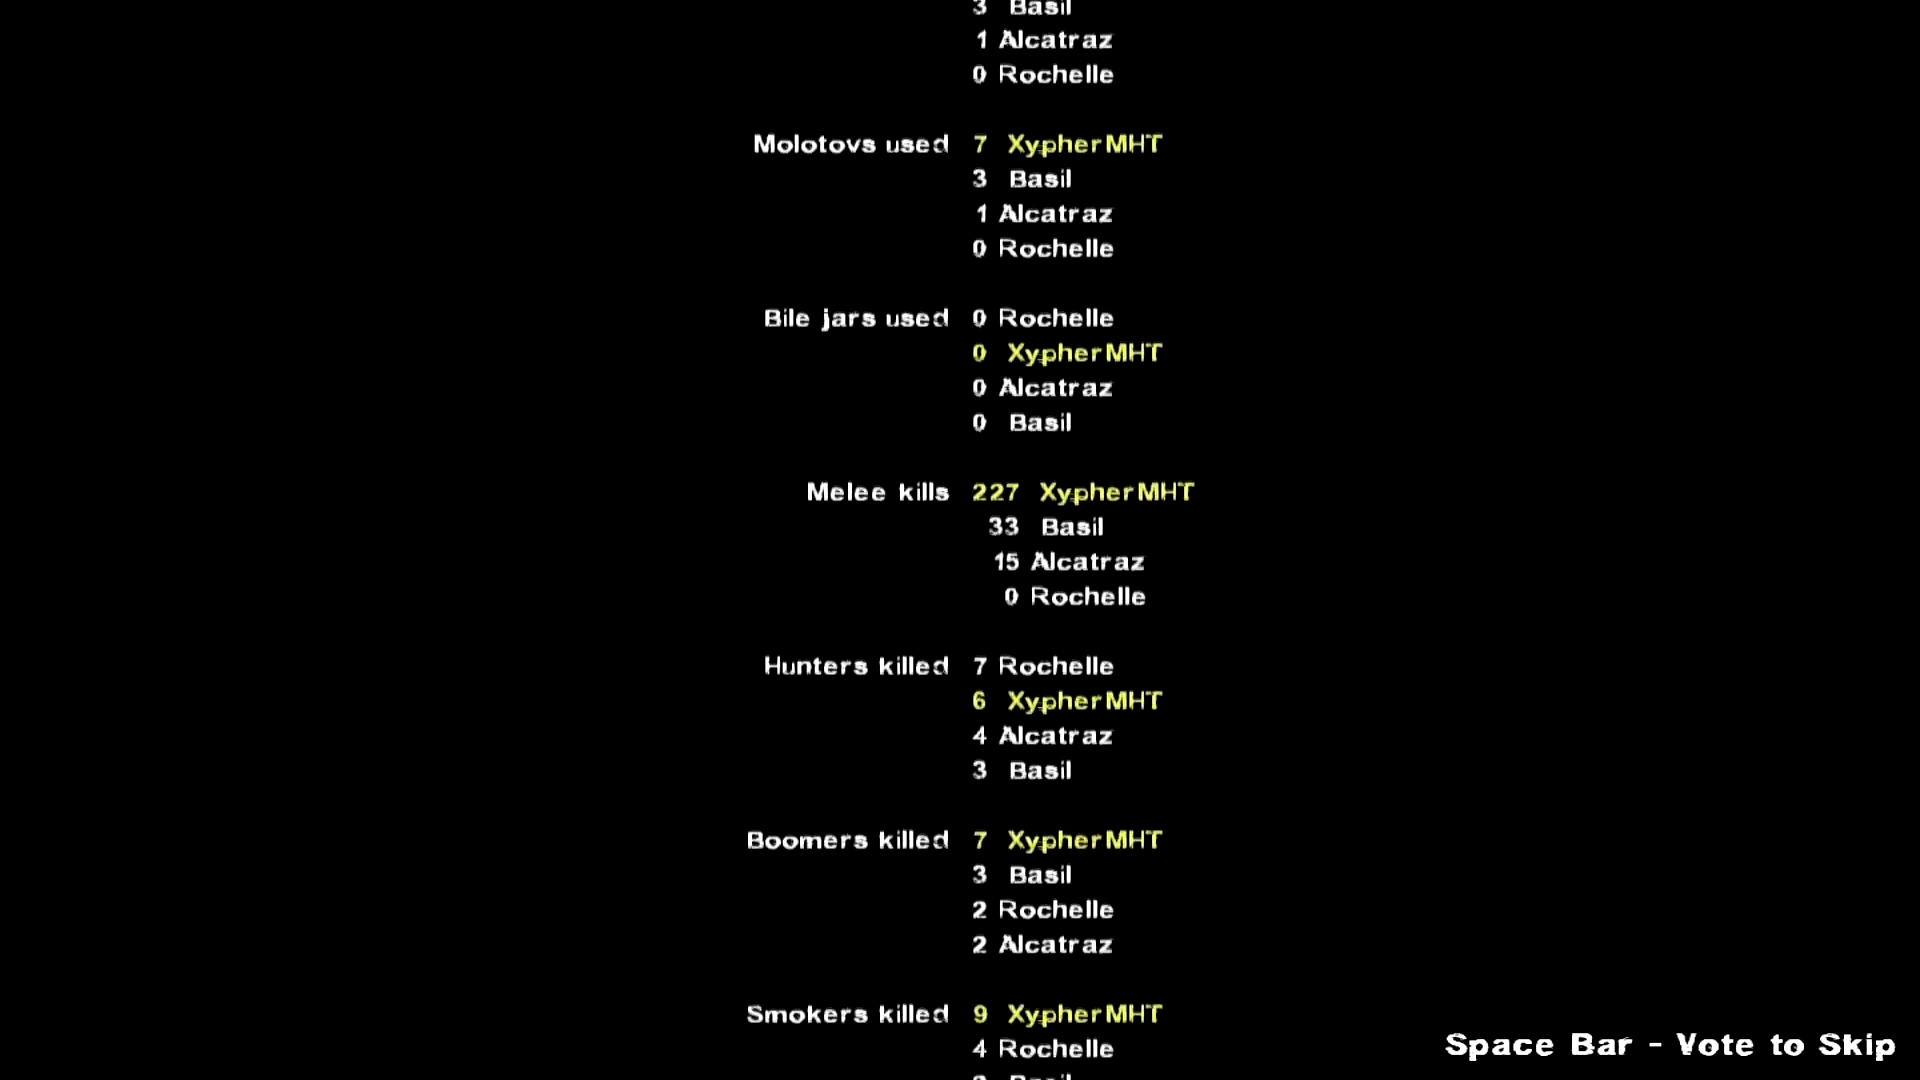 3 Basil
1 Alcatraz
0 Rochelle
Molotovs used 7 XypherMHT
3 Basil
1 Alcatraz
0 Rochelle
Bile jars used 0 Rochelle
0 XypherMHT
0 Alcatraz
0 Basil
Melee kills 227 XypherMHT
33 Basil
15 Alcatraz
0 Rochelle
Hunters killed 7 Rochelle
6 XypherMHT
4 Alcatraz
3 Basil
Boomers killed 7 XypherMHT
3 Basil
2 Rochelle
2 Alcatraz
Smokers killed 9 XypherMHT
4 Rochelle
Basil
Space Bar - Vote to Skip